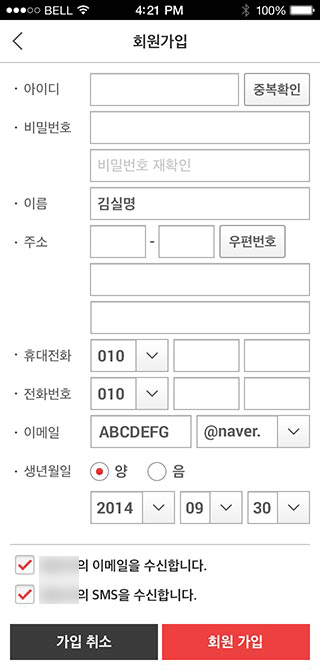 BELL 4:21 PM 100%
회원가입
· 아이디 중복확인
· 비밀번호
비밀번호 재확인
· 이름 김실명
· 주소 - 우편번호
· 휴대전화 010
· 전화번호 010
· 이메일 ABCDEFG @naver.
· 생년월일 양 음
2014 09 30
의 이메일을 수신합니다.
의 SMS을 수신합니다.
가입 취소 회원 가입